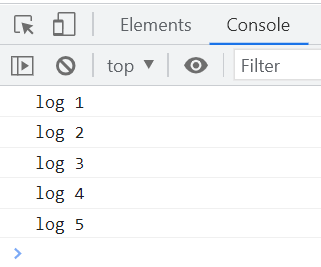 Elements Console
top Filter
log 1
log 2
log 3
log 4
log 5